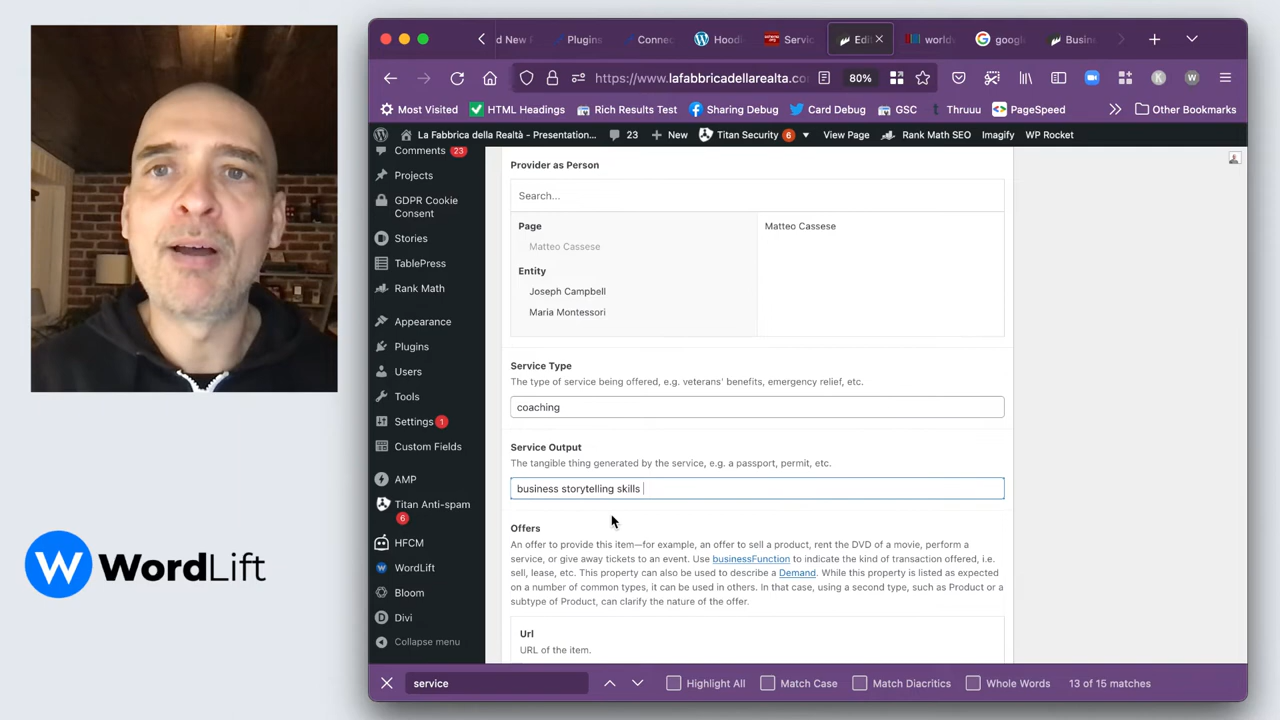 nd New P
Plugins
Connec
Hoodi
Servic
Edi
world
google
Busin
https://www.lafabbricadellarealta.co
80%
K
W
Most Visited
HTML Headings
Rich Results Test
Sharing Debug
Card Debug
GSC
t Thruuu
PageSpeed
Other Bookmarks
La Fabbrica della Realtà - Presentation...
23
New
Titan Security 6
View Page
Rank Math SEO
Imagify
WP Rocket
Comments 23
Projects
GDPR Cookie
Consent
Stories
TablePress
Rank Math
Appearance
Plugins
Users
Tools
Settings 1
Custom Fields
AMP
Titan Anti-spam
6
HFCM
WordLift
Bloom
D Divi
Collapse menu
Provider as Person
Search...
Page
Matteo Cassese
Matteo Cassese
Entity
Joseph Campbell
Maria Montessori
Service Type
The type of service being offered, e.g. veterans' benefits, emergency relief, etc.
coaching
Service Output
The tangible thing generated by the service, e.g. a passport, permit, etc.
business storytelling skills
Offers
An offer to provide this item—for example, an offer to sell a product, rent the DVD of a movie, perform a
service, or give away tickets to an event. Use businessFunction to indicate the kind of transaction offered, i.e.
sell, lease, etc. This property can also be used to describe a Demand. While this property is listed as expected
on a number of common types, it can be used in others. In that case, using a second type, such as Product or a
subtype of Product, can clarify the nature of the offer.
Url
URL of the item.
service
Highlight All
Match Case
Match Diacritics
Whole Words
13 of 15 matches
W WordLift